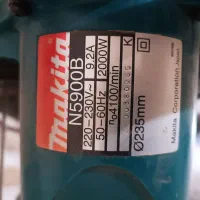 makita
N5900B
220-230V~ 9.2A
50-60Hz 2000W
n₀4100/min
K
Ø235mm
Makita Corporation Japan